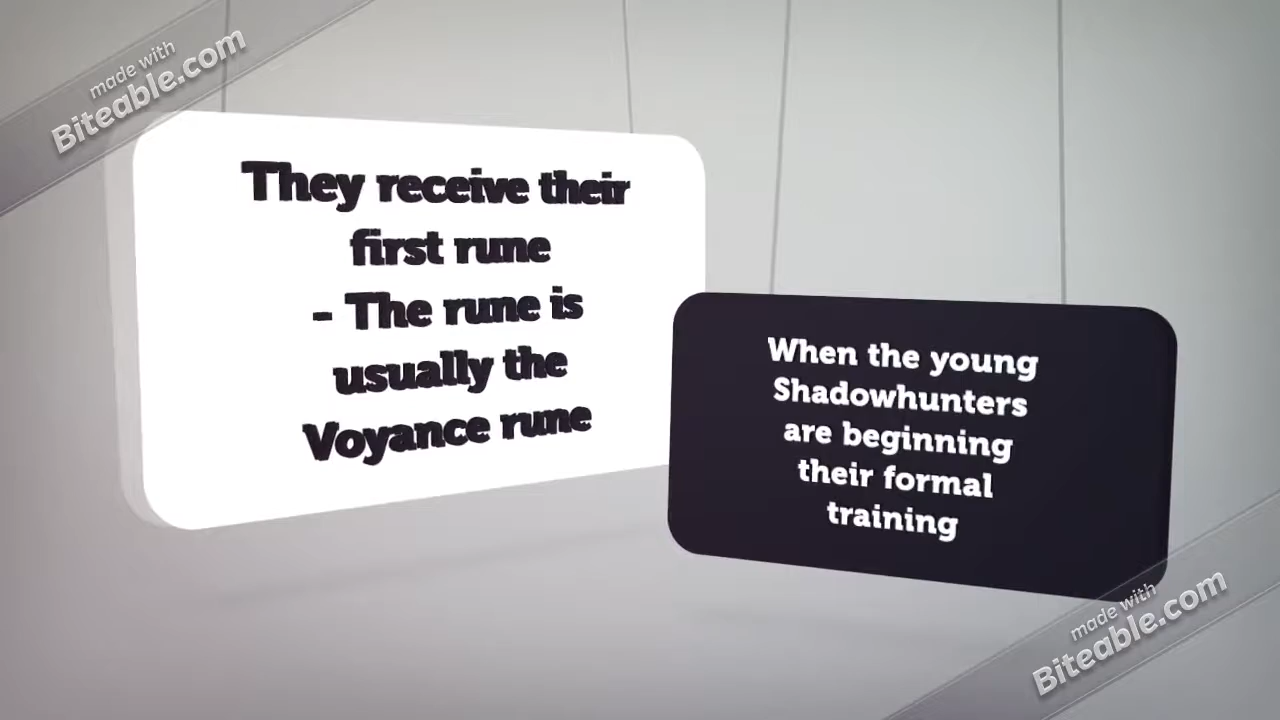 made with
Biteable.com
They receive their
first rune
- The rune is
usually the
Voyance rune
When the young
Shadowhunters
are beginning
their formal
training
made with
Biteable.com